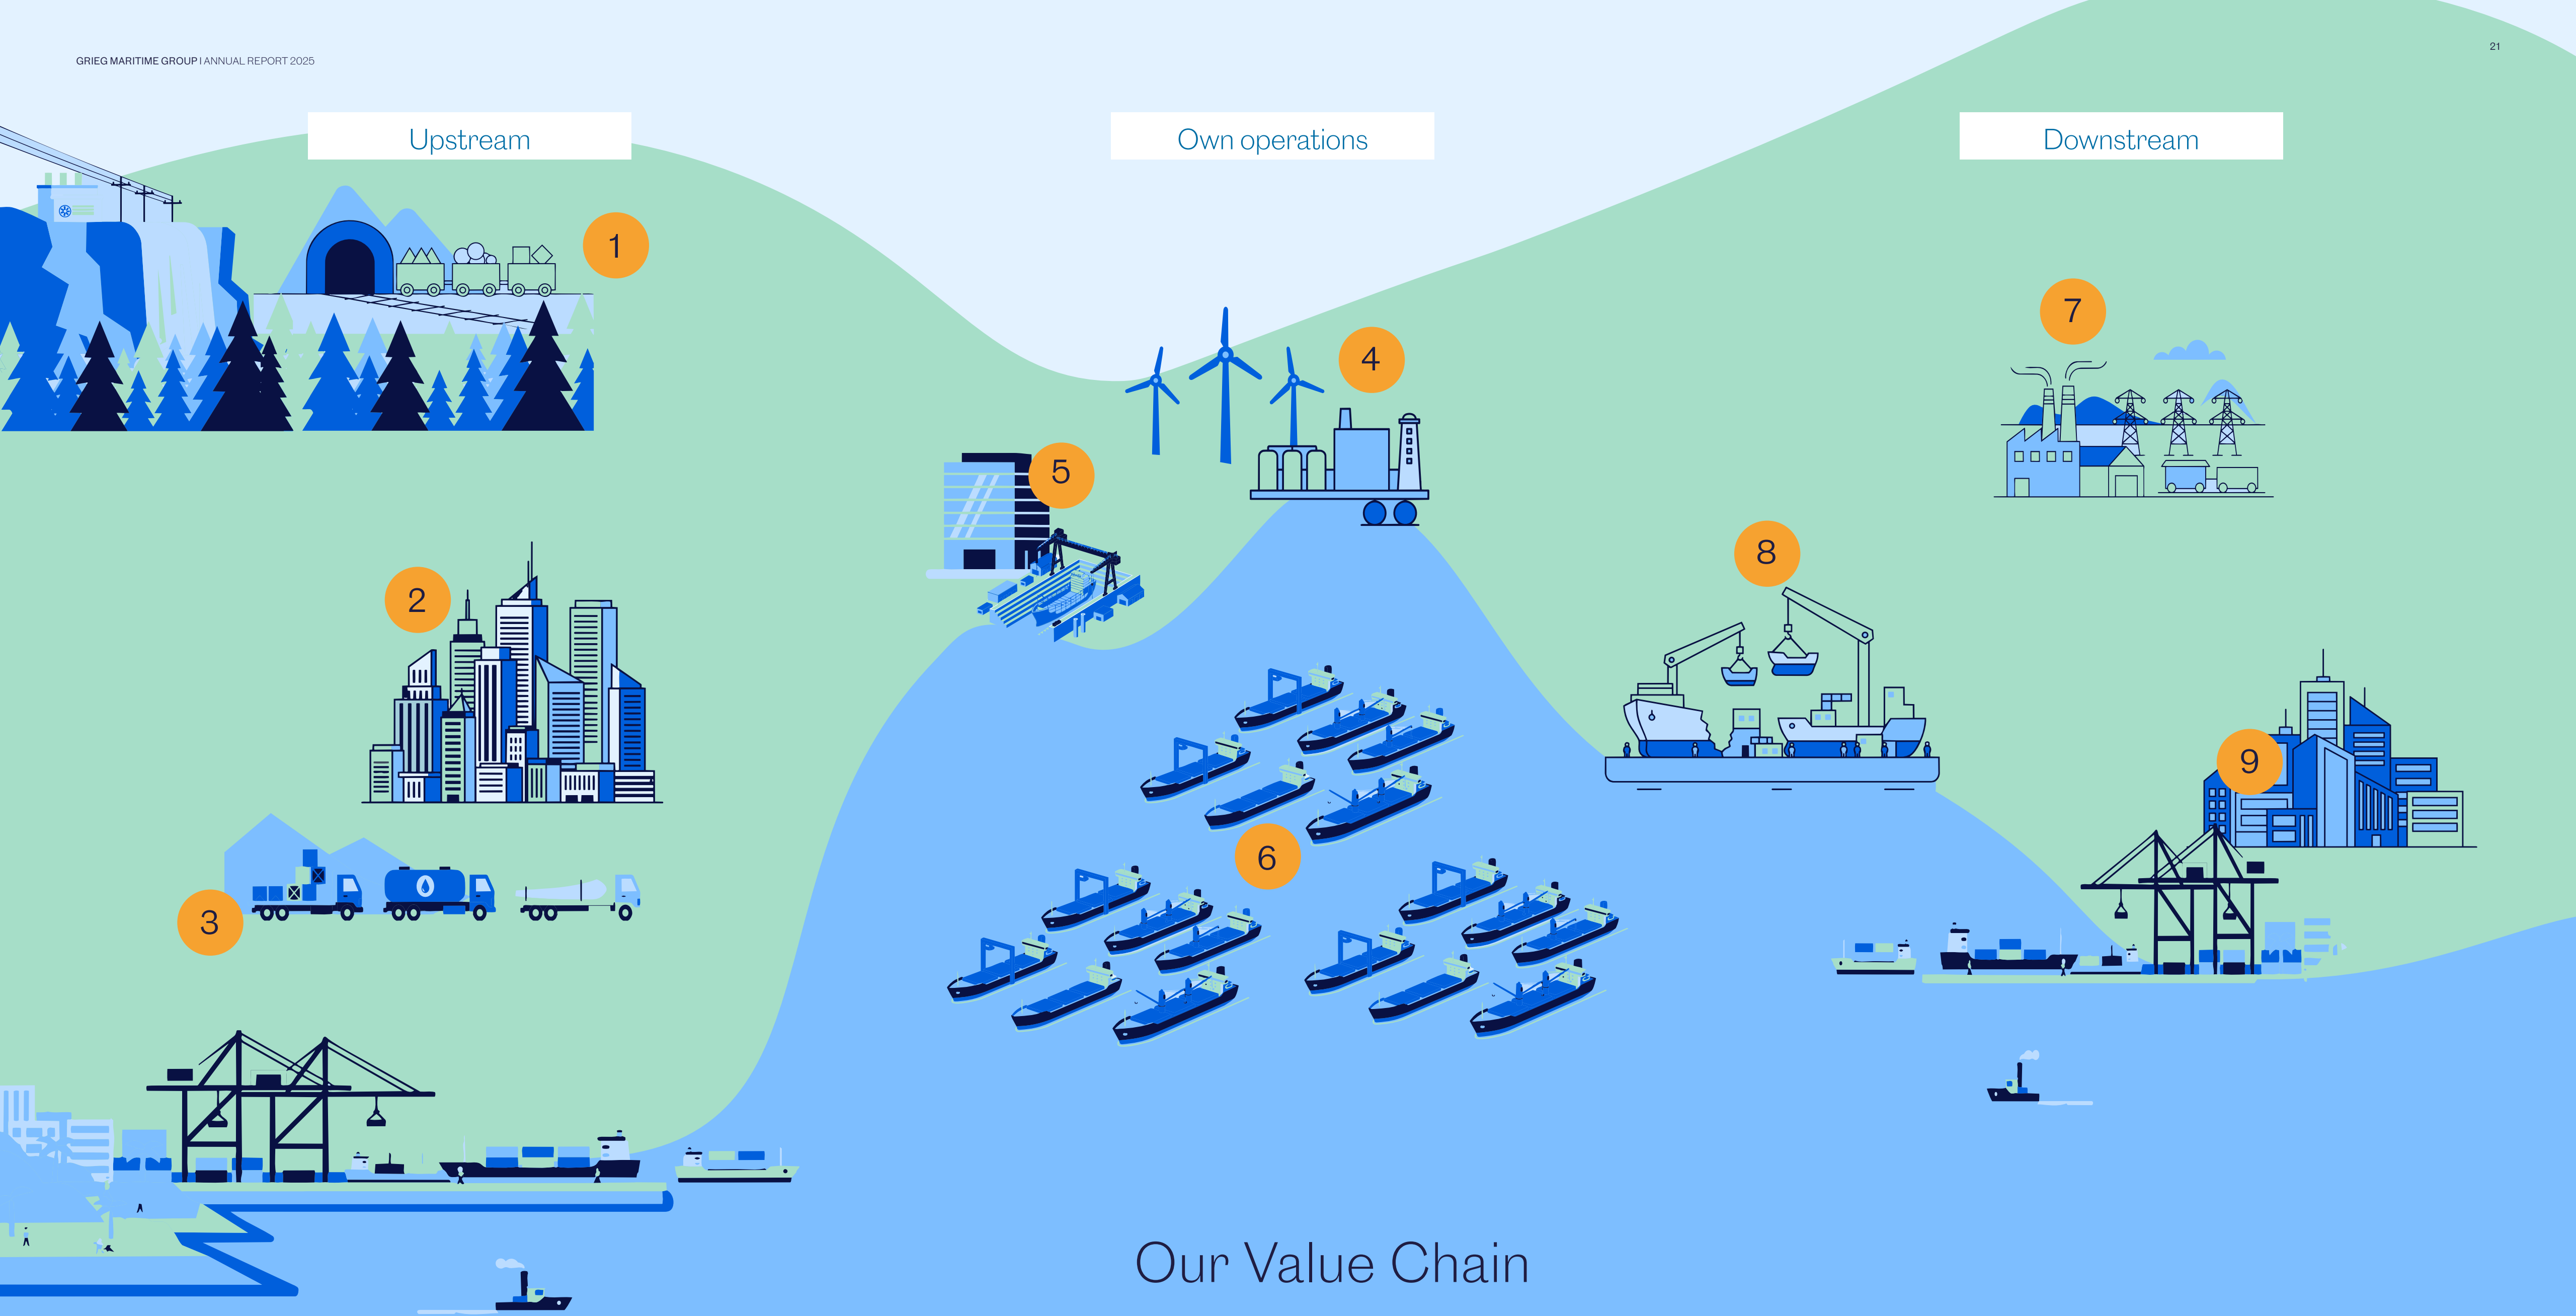 GRIEG MARITIME GROUP | ANNUAL REPORT 2025
21
Upstream
Own operations
Downstream
1
2
3
4
5
6
7
8
9
Our Value Chain